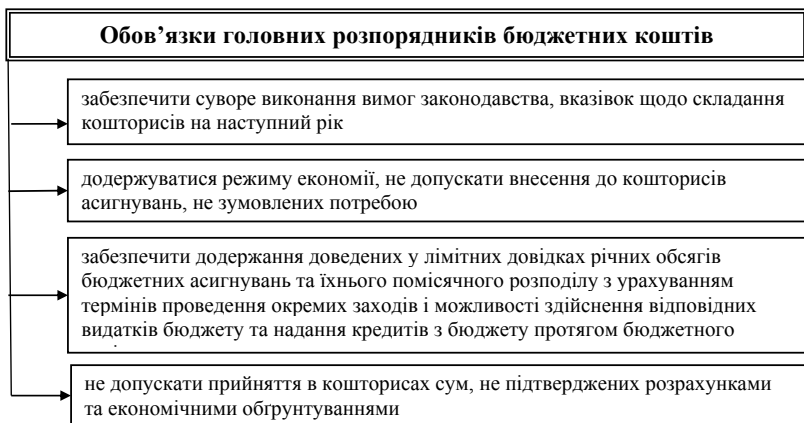 Обов’язки головних розпорядників бюджетних коштів
забезпечити суворе виконання вимог законодавства, вказівок щодо складання
кошторисів на наступний рік
додержуватися режиму економії, не допускати внесення до кошторисів
асигнувань, не зумовлених потребою
забезпечити додержання доведених у лімітних довідках річних обсягів
бюджетних асигнувань та їхнього помісячного розподілу з урахуванням
термінів проведення окремих заходів і можливості здійснення відповідних
видатків бюджету та надання кредитів з бюджету протягом бюджетного
не допускати прийняття в кошторисах сум, не підтверджених розрахунками
та економічними обґрунтуваннями